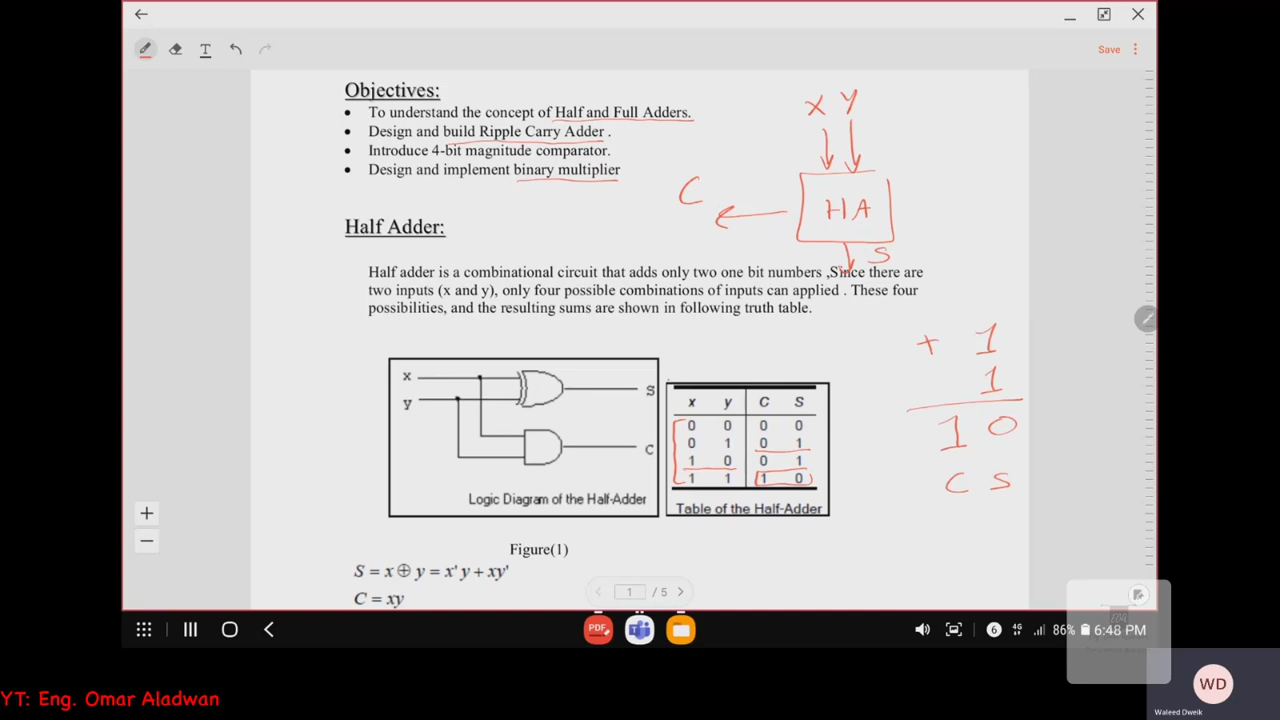 Save
Objectives:
• To understand the concept of Half and Full Adders.
• Design and build Ripple Carry Adder .
• Introduce 4-bit magnitude comparator.
• Design and implement binary multiplier
X Y
C
HA
S
Half Adder:
Half adder is a combinational circuit that adds only two one bit numbers ,Since there are
two inputs (x and y), only four possible combinations of inputs can applied . These four
possibilities, and the resulting sums are shown in following truth table.
+ 1
1
1 0
C S
x
y
S
C
Logic Diagram of the Half-Adder
x y C S
0 0 0 0
0 1 0 1
1 0 0 1
1 1 1 0
Table of the Half-Adder
Figure(1)
S = x ⊕ y = x' y + xy'
C = xy
1 / 5
PDF
6 4G 86% 6:48 PM
WD
Waleed Dweik
YT: Eng. Omar Aladwan